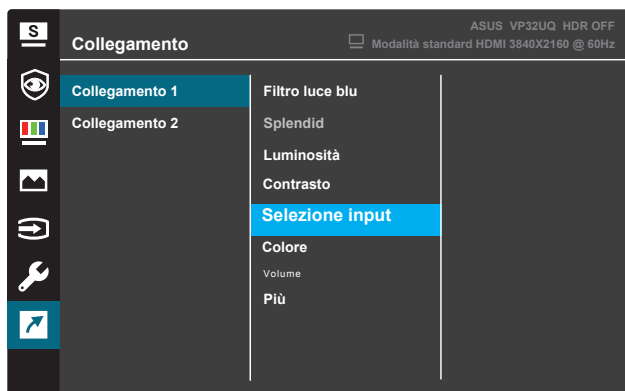 S
ASUS VP32UQ HDR OFF
Collegamento
Modalità standard HDMI 3840X2160 @ 60Hz
Collegamento 1
Collegamento 2
Filtro luce blu
Splendid
Luminosità
Contrasto
Selezione input
Colore
Volume
Più